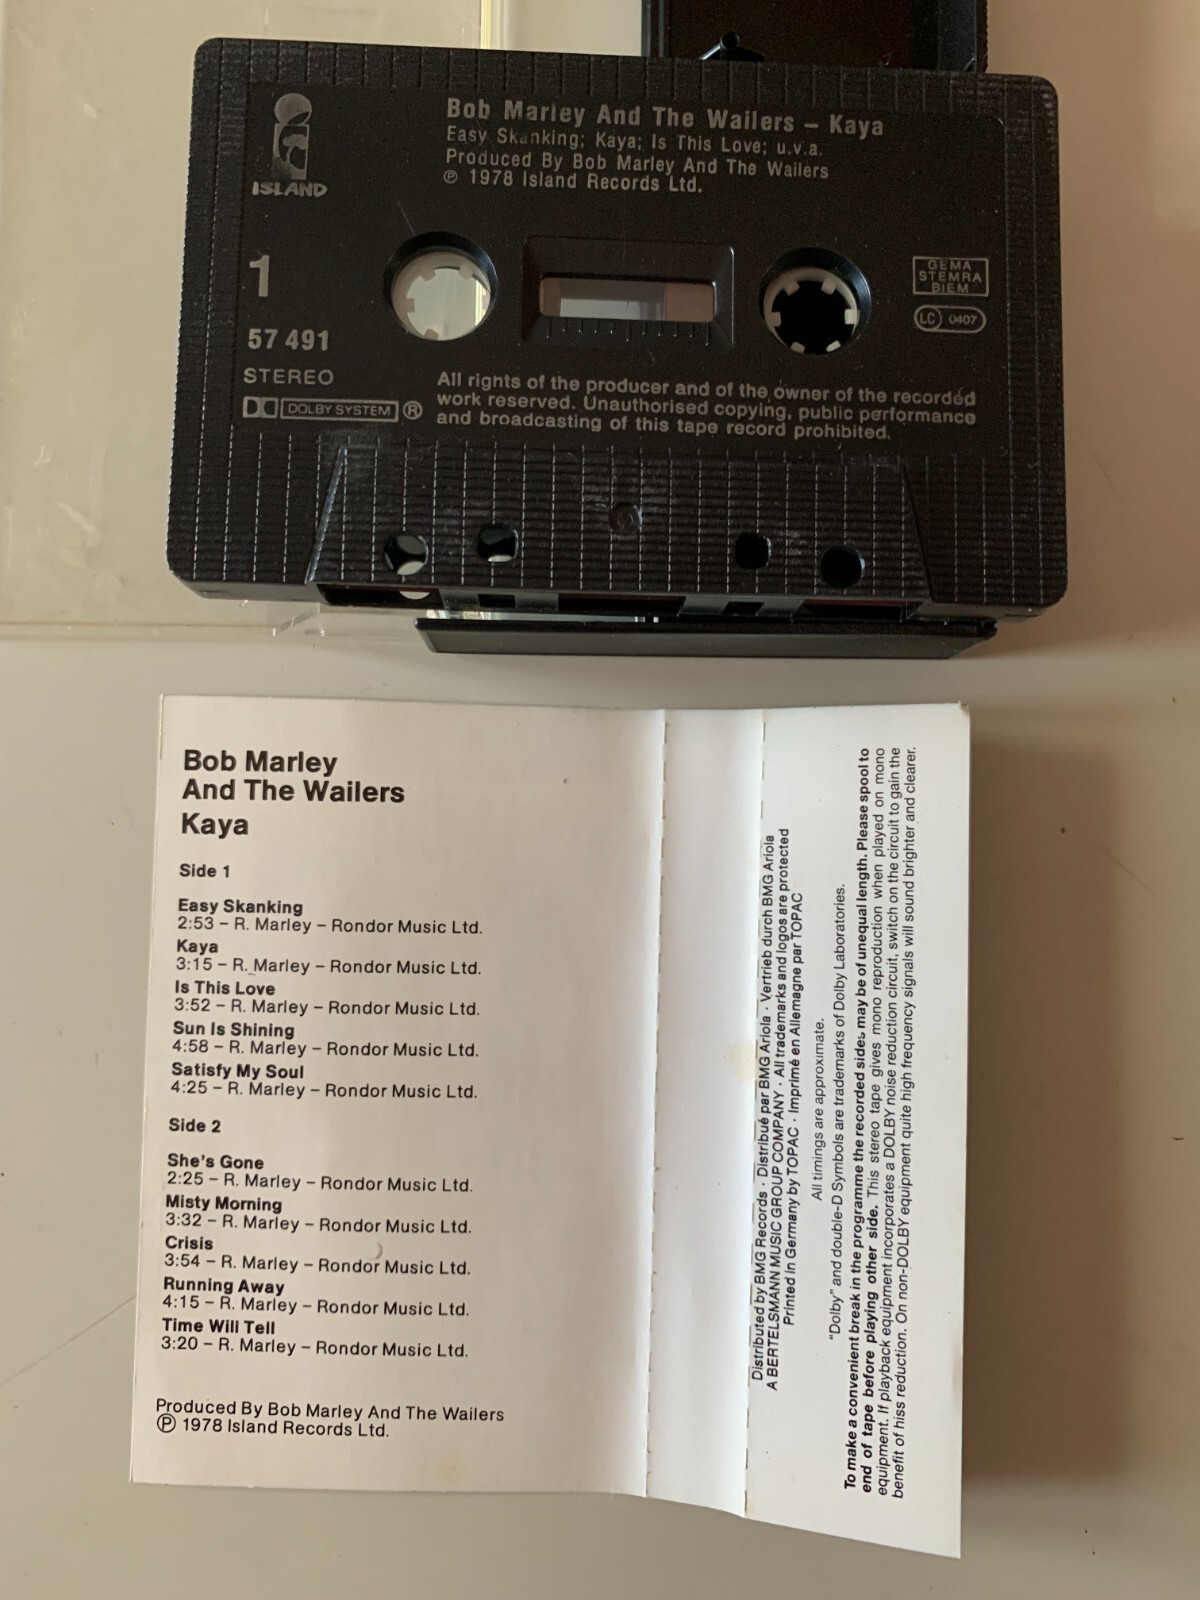 Bob Marley And The Wailers – Kaya
Easy Skanking; Kaya; Is This Love; u.v.a.
Produced By Bob Marley And The Wailers
℗ 1978 Island Records Ltd.
ISLAND
1
57 491
STEREO
DOLBY SYSTEM ®
GEMA
STEMRA
BIEM
LC 0407
All rights of the producer and of the owner of the recorded
work reserved. Unauthorised copying, public performance
and broadcasting of this tape record prohibited.
Bob Marley
And The Wailers
Kaya
Side 1
Easy Skanking
2:53 – R. Marley – Rondor Music Ltd.
Kaya
3:15 – R. Marley – Rondor Music Ltd.
Is This Love
3:52 – R. Marley – Rondor Music Ltd.
Sun Is Shining
4:58 – R. Marley – Rondor Music Ltd.
Satisfy My Soul
4:25 – R. Marley – Rondor Music Ltd.
Side 2
She's Gone
2:25 – R. Marley – Rondor Music Ltd.
Misty Morning
3:32 – R. Marley – Rondor Music Ltd.
Crisis
3:54 – R. Marley – Rondor Music Ltd.
Running Away
4:15 – R. Marley – Rondor Music Ltd.
Time Will Tell
3:20 – R. Marley – Rondor Music Ltd.
Produced By Bob Marley And The Wailers
℗ 1978 Island Records Ltd.
Distributed by BMG Records · Distribué par BMG Ariola · Vertrieb durch BMG Ariola
A BERTELSMANN MUSIC GROUP COMPANY · All trademarks and logos are protected
Printed in Germany by TOPAC · Imprimé en Allemagne par TOPAC
All timings are approximate.
"Dolby" and double-D Symbols are trademarks of Dolby Laboratories.
To make a convenient break in the programme the recorded sides may be of unequal length. Please spool to
end of tape before playing other side. This stereo tape gives mono reproduction when played on mono
equipment. If playback equipment incorporates a DOLBY noise reduction circuit, switch on the circuit to gain the
benefit of hiss reduction. On non-DOLBY equipment quite high frequency signals will sound brighter and clearer.